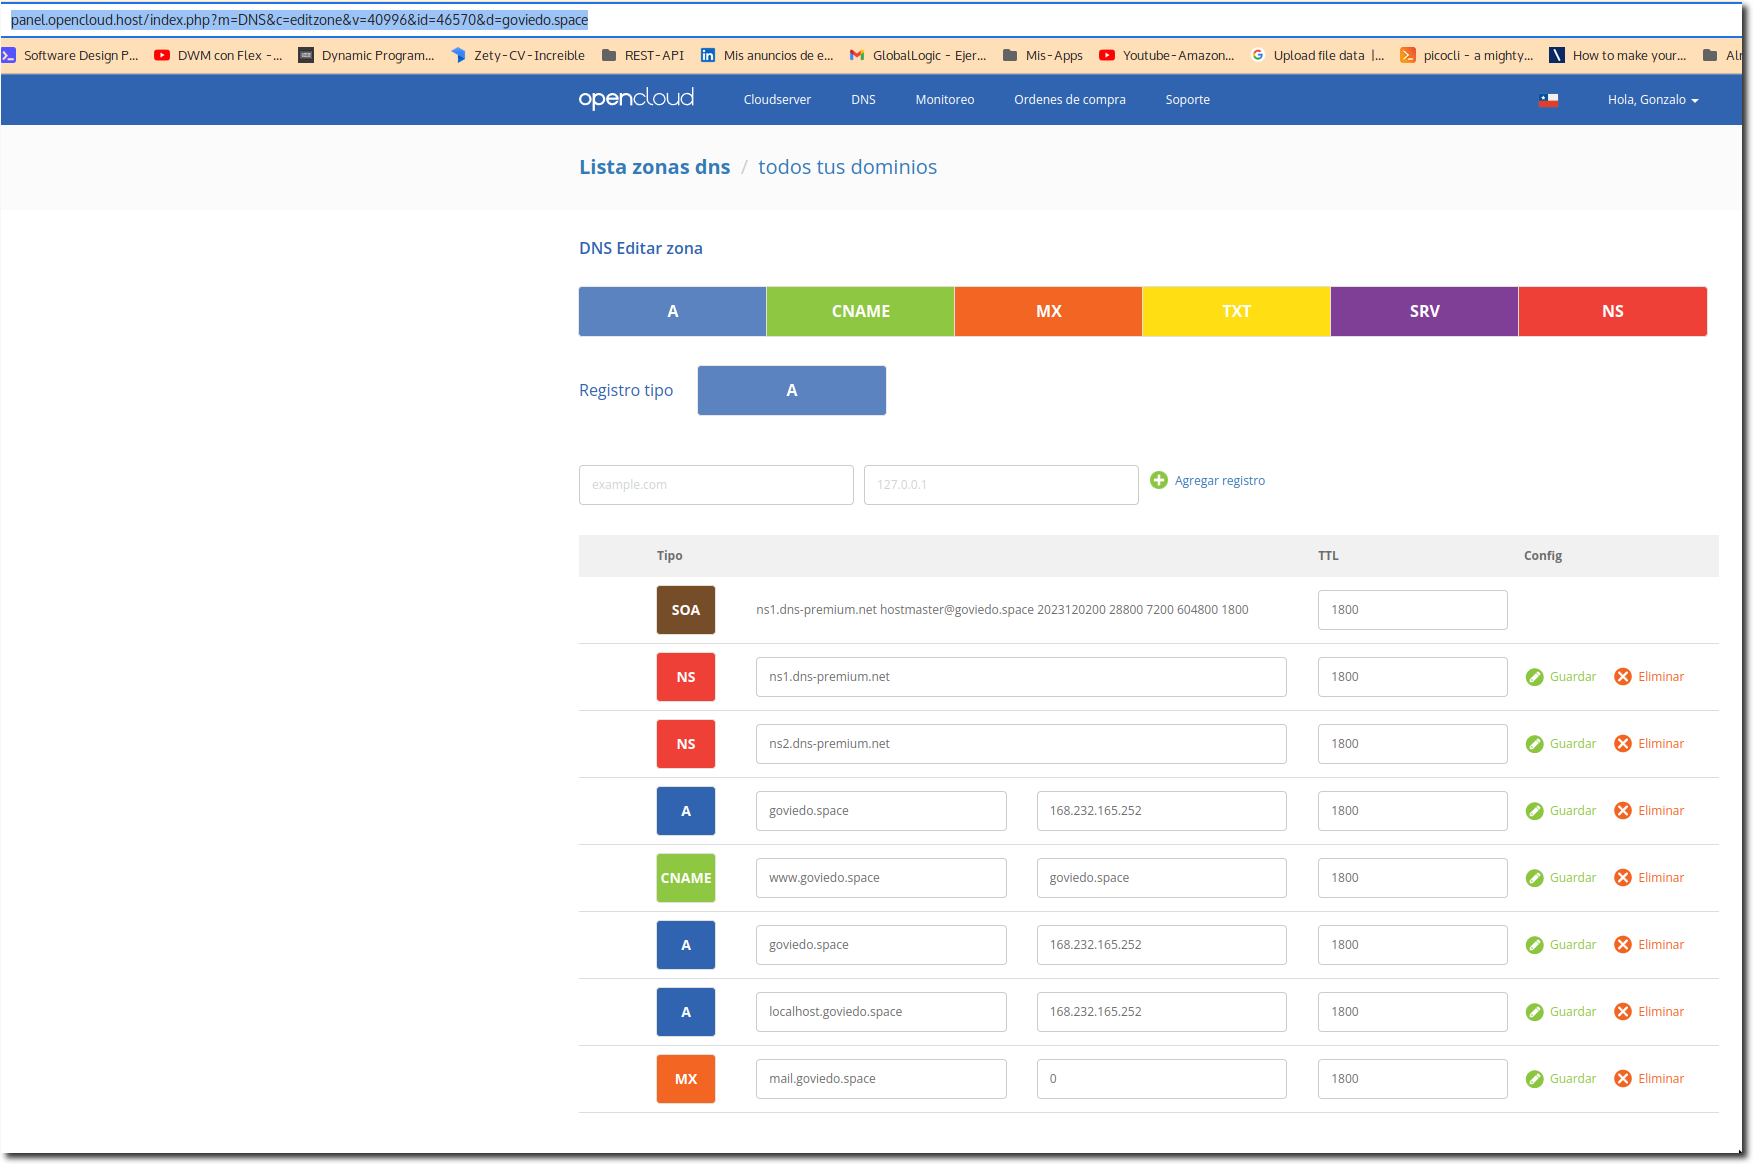 panel.opencloud.host/index.php?m=DNS&c=editzone&v=40996&id=46570&d=goviedo.space
Software Design P... DWM con Flex -... Dynamic Program... Zety-CV-Increible REST-API Mis anuncios de e... GlobalLogic - Ejer... Mis-Apps Youtube-Amazon... Upload file data |... picocli - a mighty... How to make your...
opencloud Cloudserver DNS Monitoreo Ordenes de compra Soporte Hola, Gonzalo
Lista zonas dns / todos tus dominios
DNS Editar zona
A CNAME MX TXT SRV NS
Registro tipo A
example.com 127.0.0.1 Agregar registro
Tipo TTL Config
SOA ns1.dns-premium.net hostmaster@goviedo.space 2023120200 28800 7200 604800 1800 1800
NS ns1.dns-premium.net 1800 Guardar Eliminar
NS ns2.dns-premium.net 1800 Guardar Eliminar
A goviedo.space 168.232.165.252 1800 Guardar Eliminar
CNAME www.goviedo.space goviedo.space 1800 Guardar Eliminar
A goviedo.space 168.232.165.252 1800 Guardar Eliminar
A localhost.goviedo.space 168.232.165.252 1800 Guardar Eliminar
MX mail.goviedo.space 0 1800 Guardar Eliminar